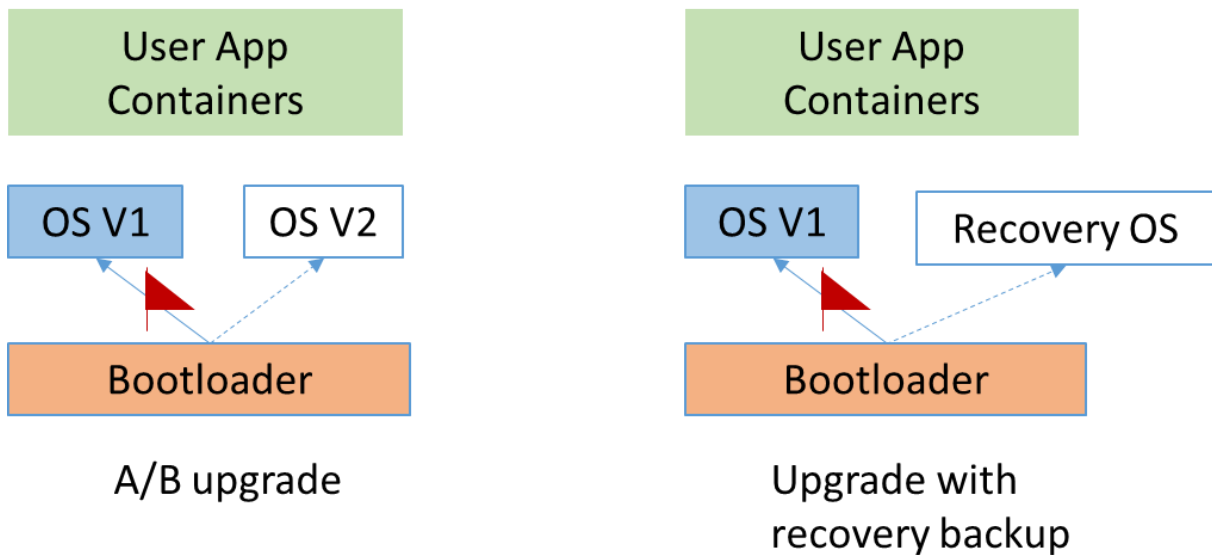 User App
Containers
OS V1
OS V2
Bootloader
A/B upgrade
User App
Containers
OS V1
Recovery OS
Bootloader
Upgrade with
recovery backup